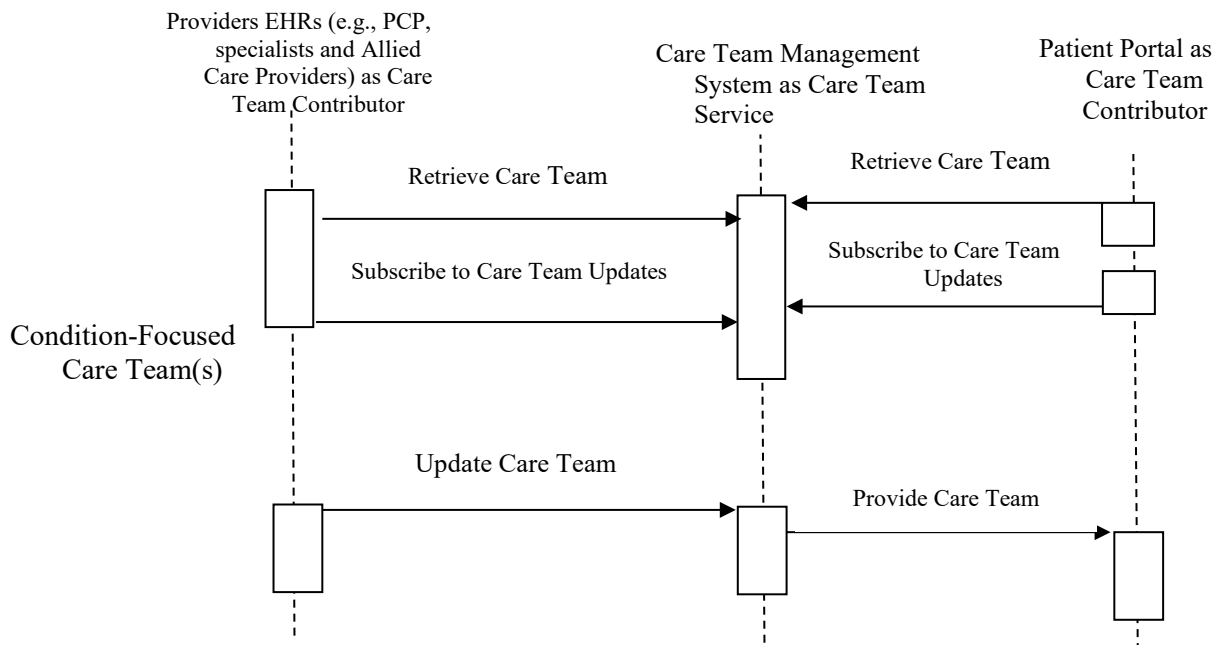 Providers EHRs (e.g., PCP,
specialists and Allied
Care Providers) as Care
Team Contributor
Care Team Management
System as Care Team
Service
Patient Portal as
Care Team
Contributor
Retrieve Care Team
Retrieve Care Team
Subscribe to Care Team Updates
Subscribe to Care Team
Updates
Condition-Focused
Care Team(s)
Update Care Team
Provide Care Team